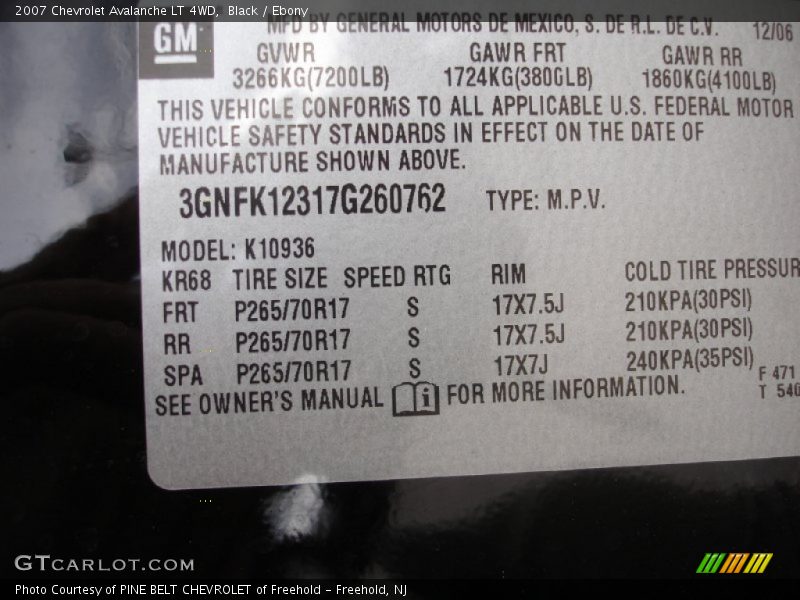 2007 Chevrolet Avalanche LT 4WD, Black / Ebony
MFD BY GENERAL MOTORS DE MEXICO, S. DE R.L. DE C.V. 12/06
GM
GVWR GAWR FRT GAWR RR
3266KG(7200LB) 1724KG(3800LB) 1860KG(4100LB)
THIS VEHICLE CONFORMS TO ALL APPLICABLE U.S. FEDERAL MOTOR
VEHICLE SAFETY STANDARDS IN EFFECT ON THE DATE OF
MANUFACTURE SHOWN ABOVE.
3GNFK12317G260762 TYPE: M.P.V.
MODEL: K10936
KR68 TIRE SIZE SPEED RTG RIM COLD TIRE PRESSUR
FRT P265/70R17 S 17X7.5J 210KPA(30PSI)
RR P265/70R17 S 17X7.5J 210KPA(30PSI)
SPA P265/70R17 S 17X7J 240KPA(35PSI)
F 471
SEE OWNER'S MANUAL i FOR MORE INFORMATION.
T 540
GTCARLOT.COM
Photo Courtesy of PINE BELT CHEVROLET of Freehold - Freehold, NJ